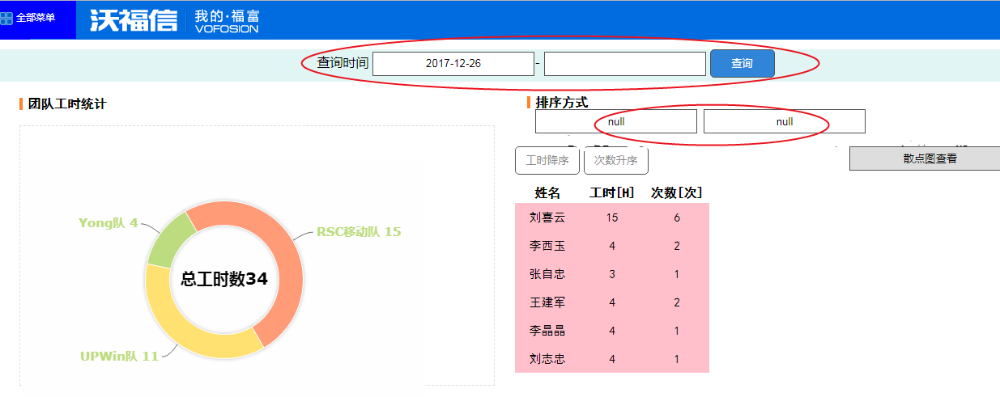 全部菜单
沃福信
我的·福富
VOFOSION
查询时间 2017-12-26 - 查询
团队工时统计
排序方式
null null
工时降序 次数升序 散点图查看
姓名 工时[H] 次数[次]
刘喜云 15 6
李西玉 4 2
张自忠 3 1
王建军 4 2
李晶晶 4 1
刘志忠 4 1
Yong队 4
RSC移动队 15
总工时数34
UPWin队 11